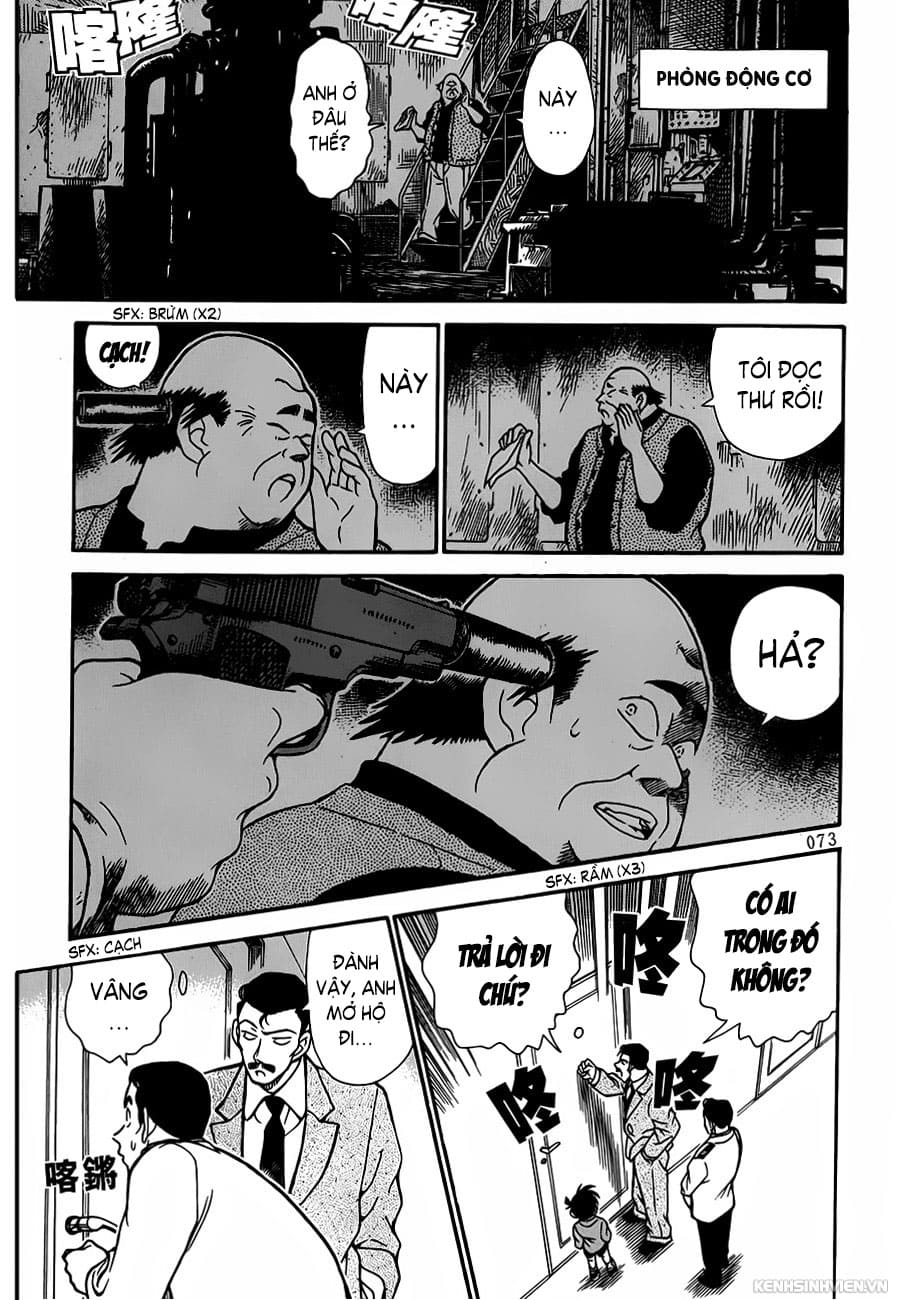 PHÒNG ĐỘNG CƠ
NÀY
...
ANH Ở
ĐÂU
THẾ?
喀隆
喀隆
SFX: BRỪM (X2)
TÔI ĐỌC
THƯ RỒI!
NÀY
...
CẠCH!
HẢ?
073
SFX: CẠCH
SFX: RẦM (X3)
CÓ AI
TRONG ĐÓ
KHÔNG?
TRẢ LỜI ĐI
CHỨ?
咚
咚
咚
ĐÀNH
VẬY, ANH
MỞ HỘ
ĐI...
VÂNG
...
喀鏘
KENHSINHVIEN.VN